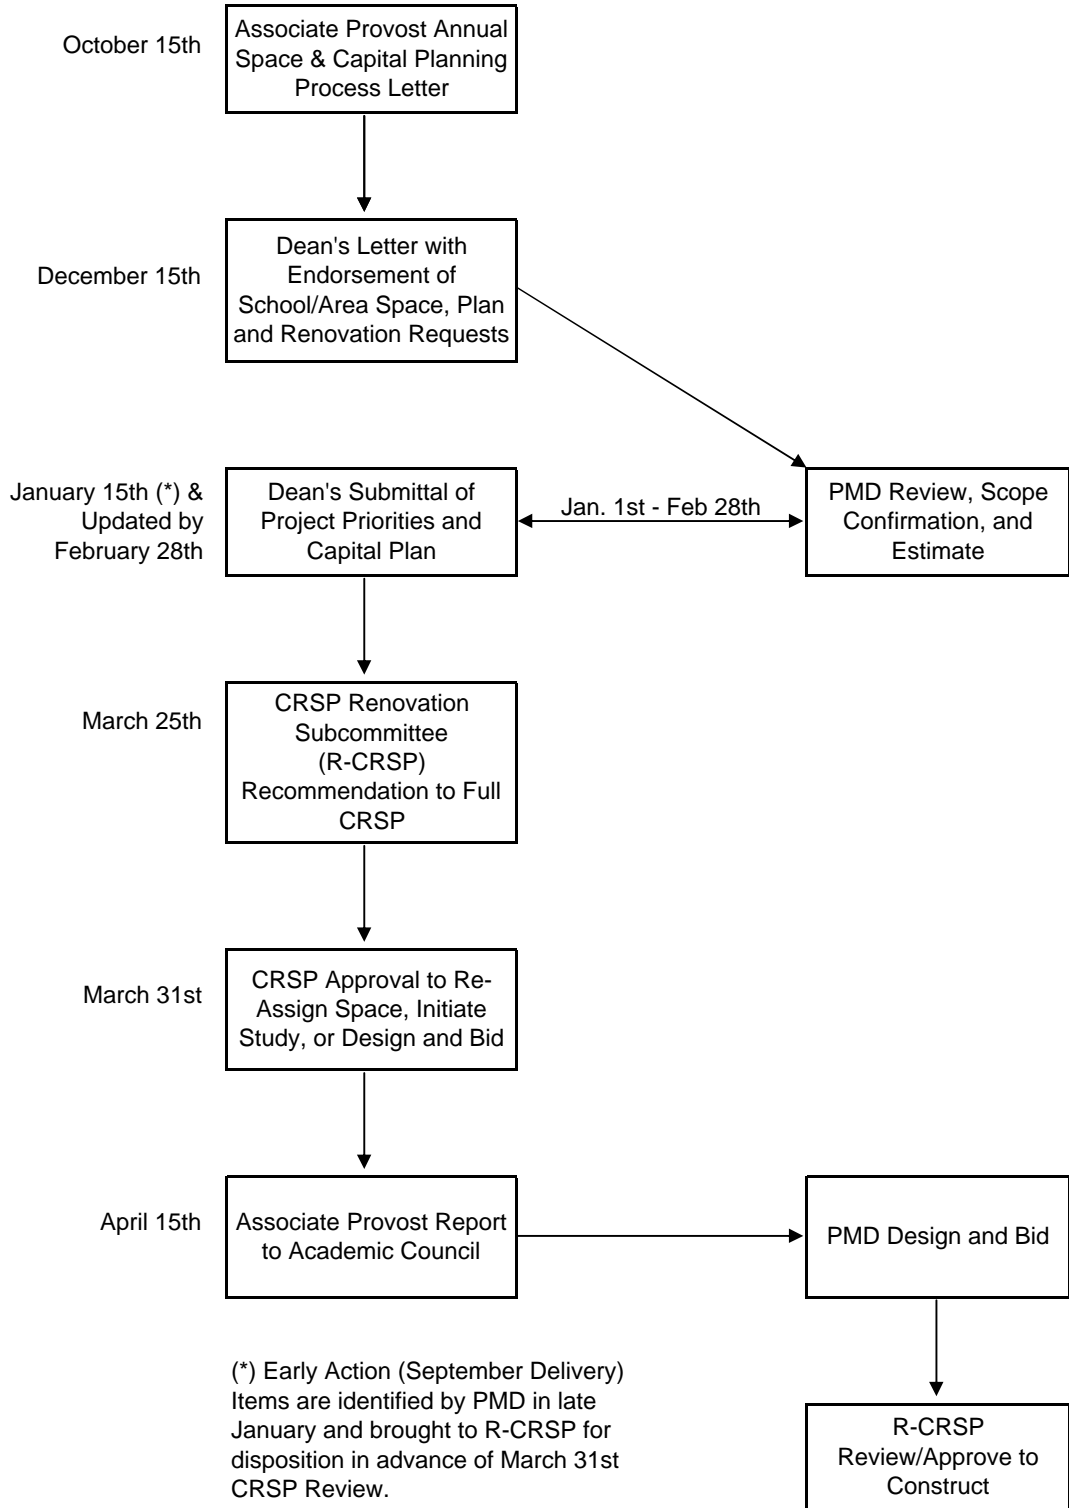 October 15th
Associate Provost Annual
Space & Capital Planning
Process Letter
December 15th
Dean's Letter with
Endorsement of
School/Area Space, Plan
and Renovation Requests
January 15th (*) &
Updated by
February 28th
Dean's Submittal of
Project Priorities and
Capital Plan
Jan. 1st - Feb 28th
PMD Review, Scope
Confirmation, and
Estimate
March 25th
CRSP Renovation
Subcommittee
(R-CRSP)
Recommendation to Full
CRSP
March 31st
CRSP Approval to Re-
Assign Space, Initiate
Study, or Design and Bid
April 15th
Associate Provost Report
to Academic Council
PMD Design and Bid
(*) Early Action (September Delivery)
Items are identified by PMD in late
January and brought to R-CRSP for
disposition in advance of March 31st
CRSP Review.
R-CRSP
Review/Approve to
Construct